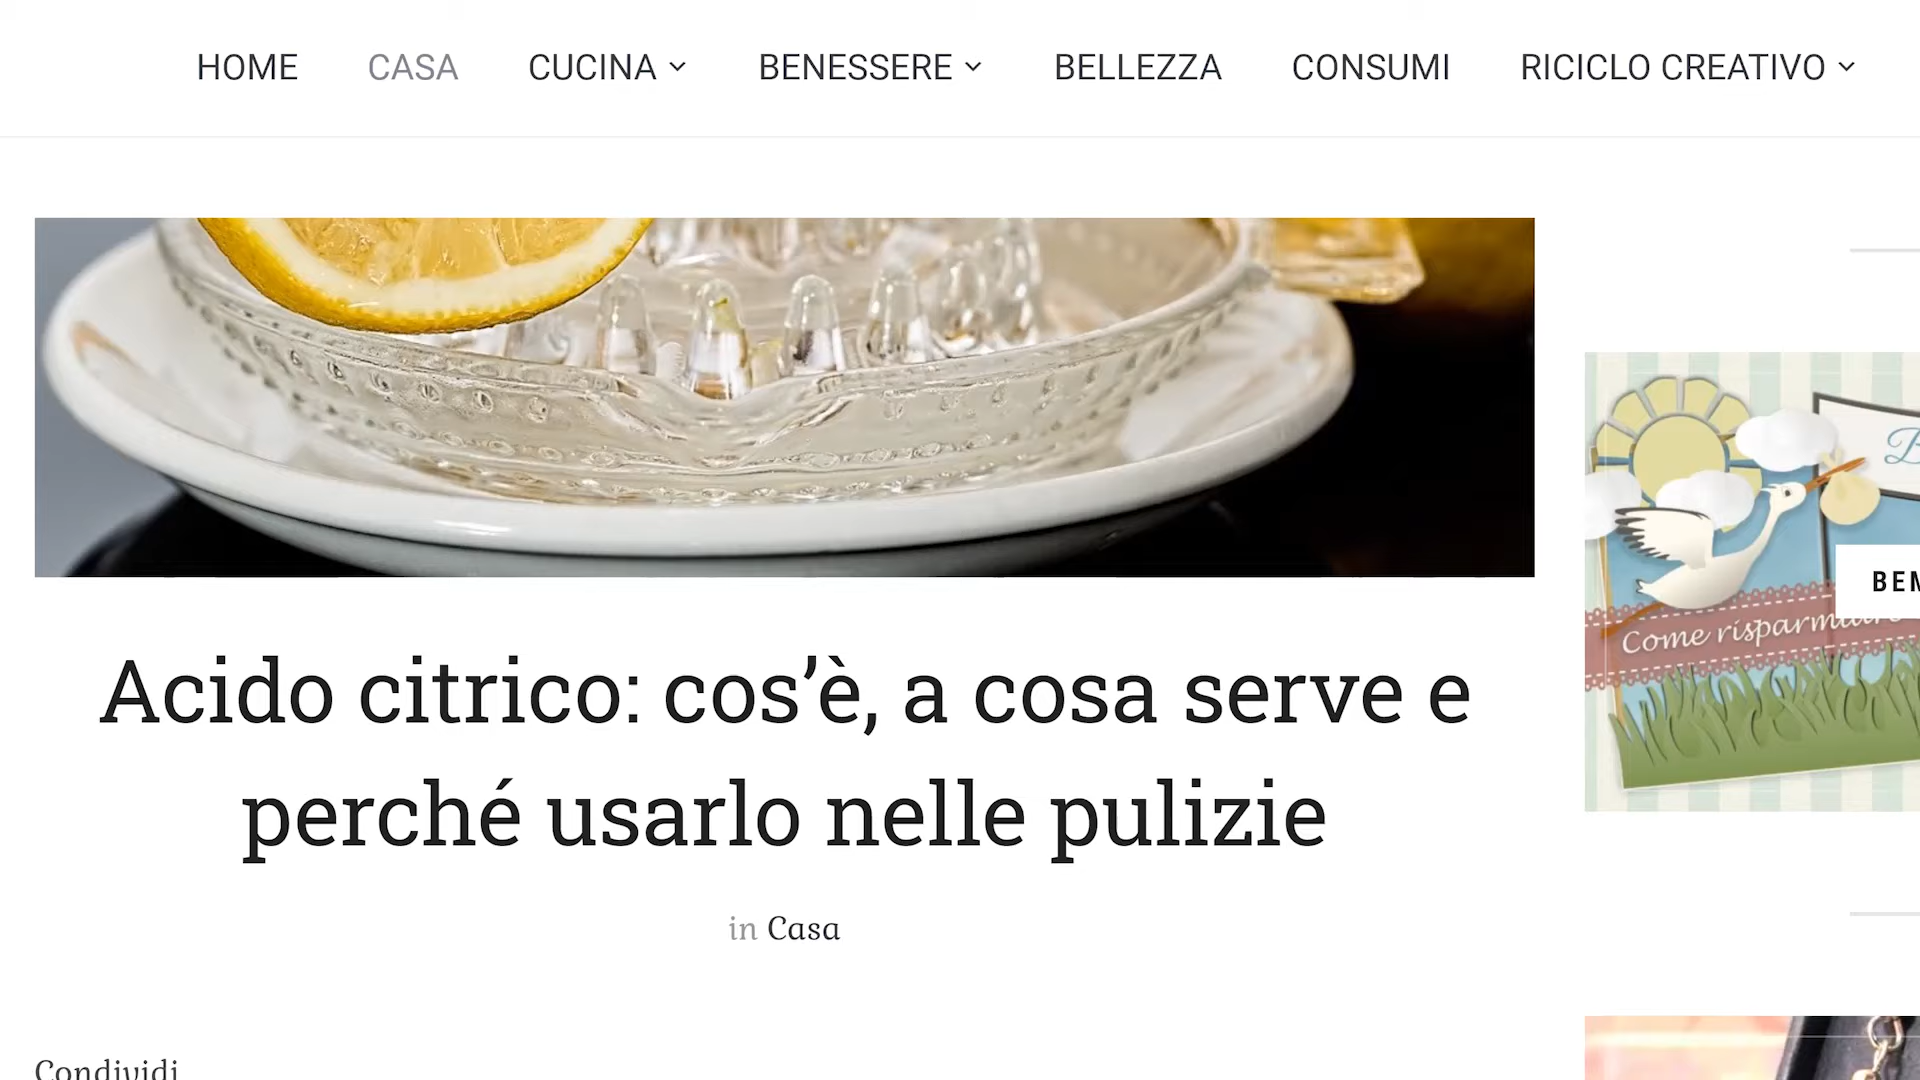 HOME CASA CUCINA BENESSERE BELLEZZA CONSUMI RICICLO CREATIVO
Come
Acido citrico: cos’è, a cosa serve e
perché usarlo nelle pulizie
in Casa
Condividi